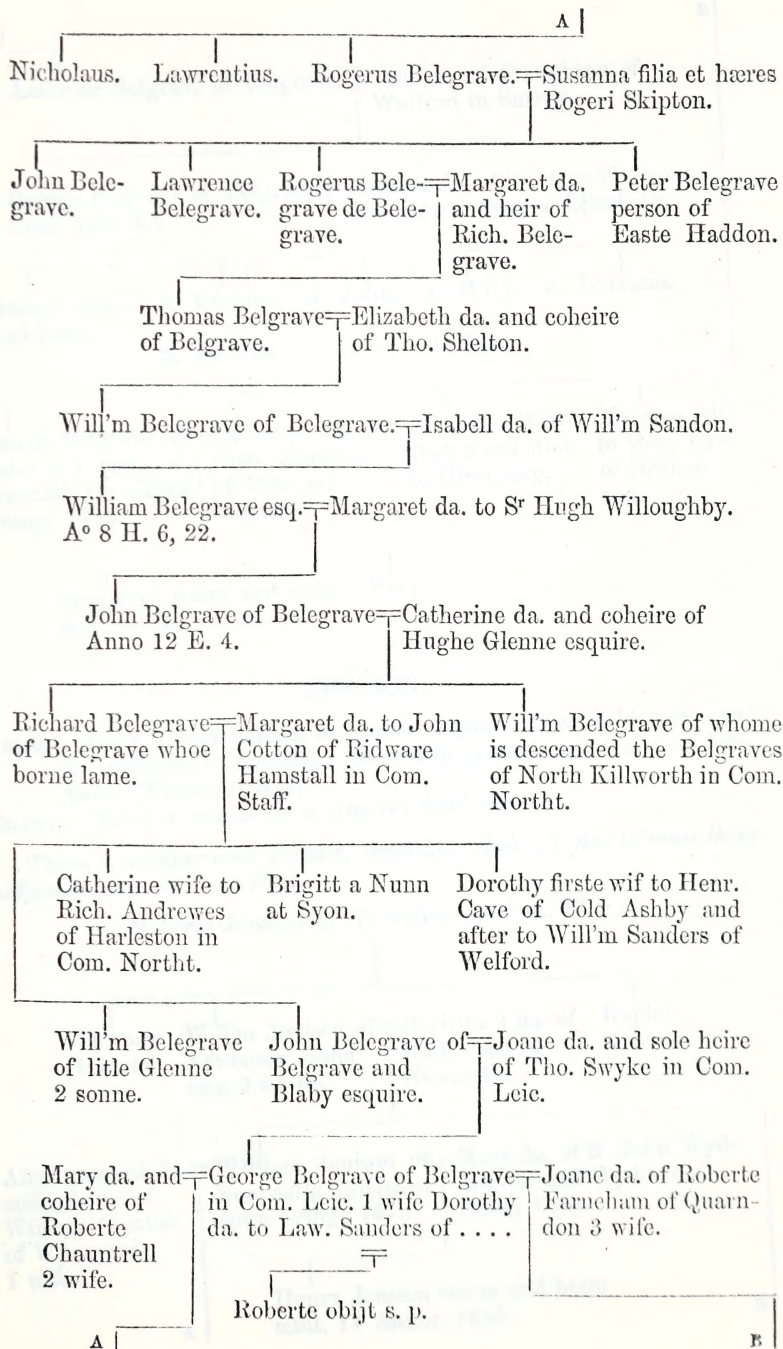 A
Nicholaus. Lawrentius. Rogerus Belegrave.=Susanna filia et hæres
Rogeri Skipton.
John Bele-
grave.
Lawrence
Belegrave.
Rogerus Bele-
grave de Bele-
grave.
Margaret da.
and heir of
Rich. Bele-
grave.
Peter Belegrave
person of
Easte Haddon.
Thomas Belgrave
of Belgrave.
Elizabeth da. and coheire
of Tho. Shelton.
Will'm Belegrave of Belegrave.=Isabell da. of Will'm Sandon.
William Belegrave esq.
Aº 8 H. 6, 22.
Margaret da. to Sʳ Hugh Willoughby.
John Belgrave of Belegrave
Anno 12 E. 4.
Catherine da. and coheire of
Hughe Glenne esquire.
Richard Belegrave
of Belegrave whoe
borne lame.
Margaret da. to John
Cotton of Ridware
Hamstall in Com.
Staff.
Will'm Belegrave of whome
is descended the Belgraves
of North Killworth in Com.
Northt.
Catherine wife to
Rich. Andrewes
of Harleston in
Com. Northt.
Brigitt a Nunn
at Syon.
Dorothy firste wif to Henr.
Cave of Cold Ashby and
after to Will'm Sanders of
Welford.
Will'm Belegrave
of litle Glenne
2 sonne.
John Belgrave of
Belgrave and
Blaby esquire.
Joane da. and sole heire
of Tho. Swyke in Com.
Leic.
Mary da. and
coheire of
Roberte
Chauntrell
2 wife.
George Belgrave of Belgrave
in Com. Leic. 1 wife Dorothy
da. to Law. Sanders of . . . .
Joane da. of Roberte
Farneham of Quarn-
don 3 wife.
Roberte obijt s. p.
A
B